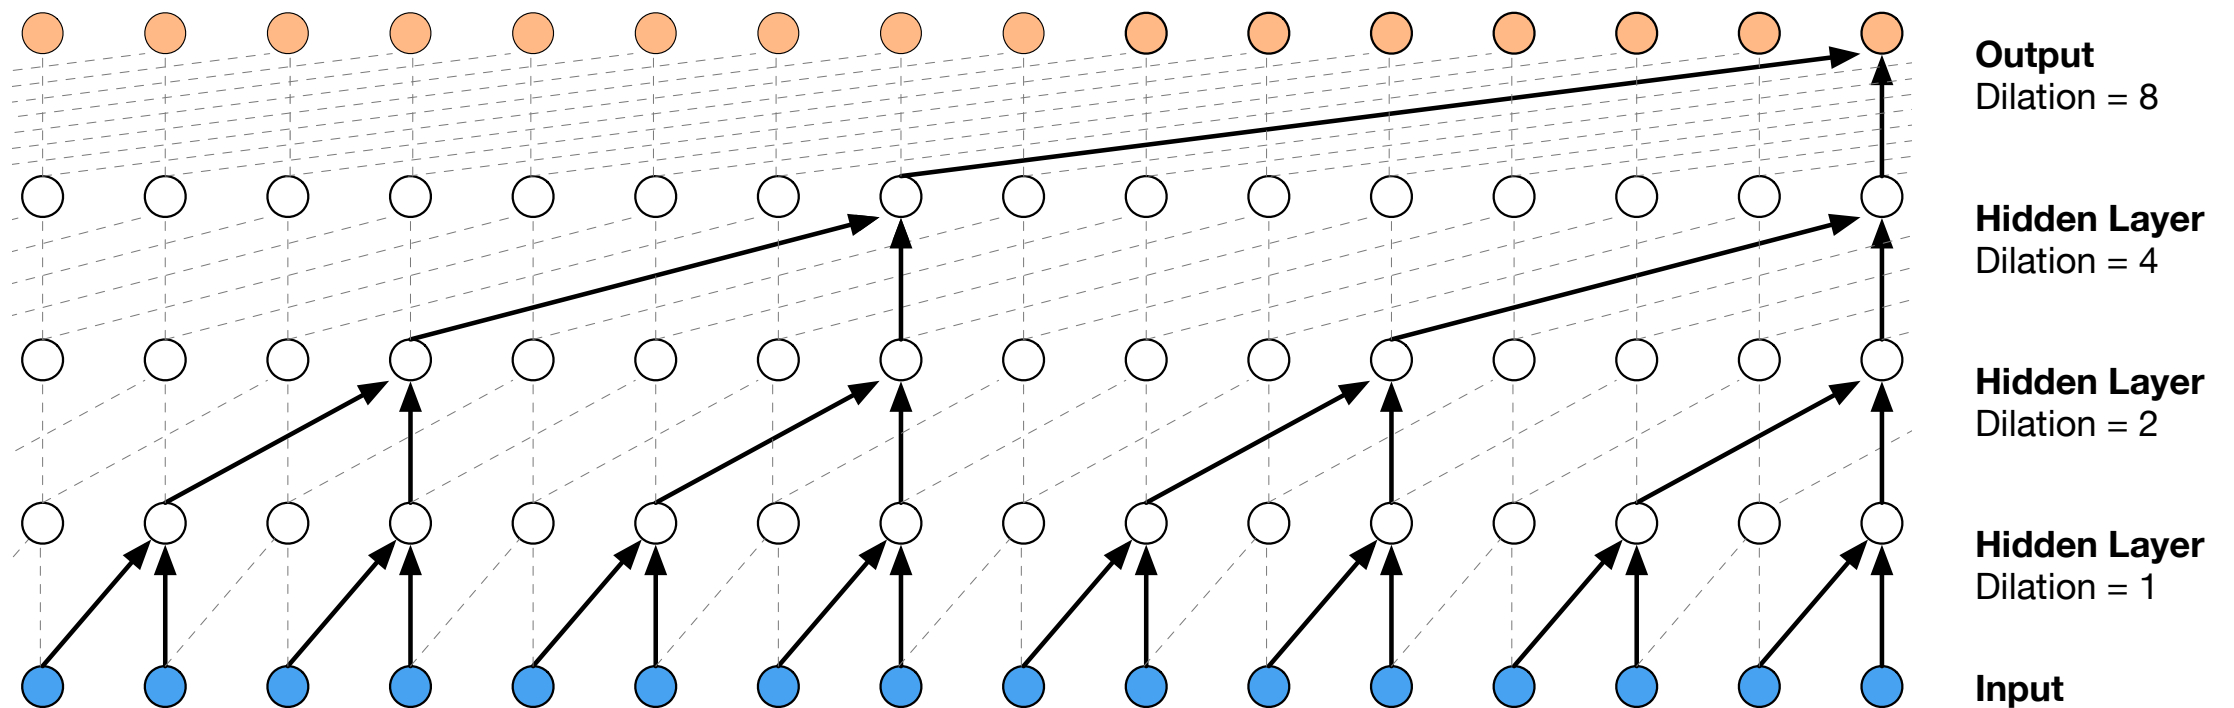 Output
Dilation = 8
Hidden Layer
Dilation = 4
Hidden Layer
Dilation = 2
Hidden Layer
Dilation = 1
Input